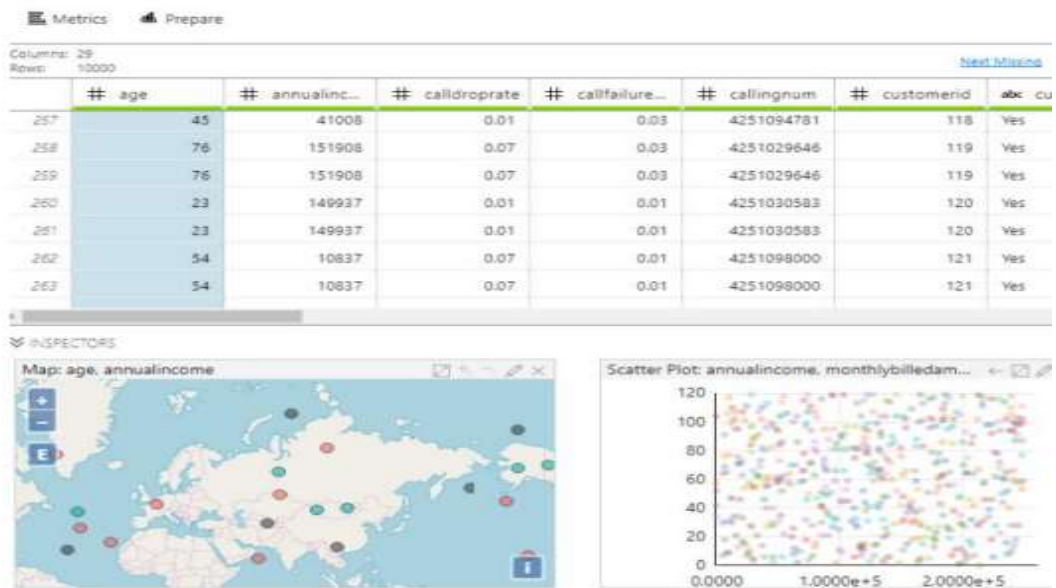 Metrics Prepare
Columns: 29
Rows: 10000
Next Missing
# age # annualinc... # calldroprate # callfailure... # callingnum # customerid abc cu
257 45 41008 0.01 0.03 4251094781 118 Yes
258 76 151908 0.07 0.03 4251029646 119 Yes
259 76 151908 0.07 0.03 4251029646 119 Yes
260 23 149937 0.01 0.01 4251030583 120 Yes
261 23 149937 0.01 0.01 4251030583 120 Yes
262 54 10837 0.07 0.01 4251098000 121 Yes
263 54 10837 0.07 0.01 4251098000 121 Yes
INSPECTORS
Map: age, annualincome
Scatter Plot: annualincome, monthlybilledam...
+
−
E
i
120
100
80
60
40
20
0
0.0000 1.0000e+5 2.0000e+5